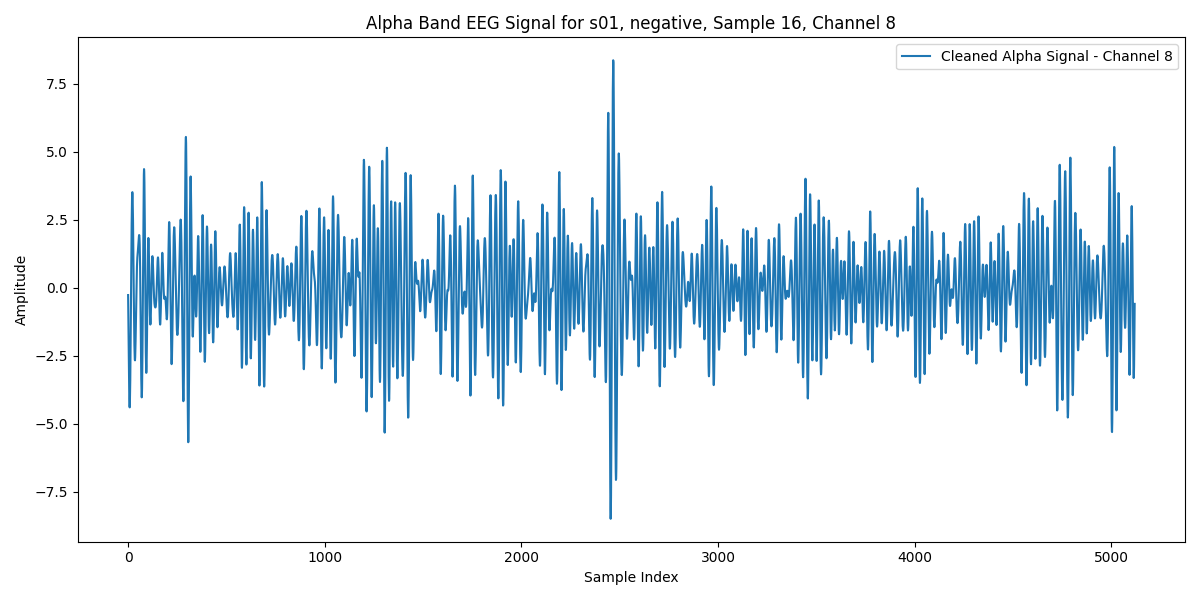 Alpha Band EEG Signal for s01, negative, Sample 16, Channel 8
Cleaned Alpha Signal - Channel 8
7.5
5.0
2.5
0.0
−2.5
−5.0
−7.5
Amplitude
0 1000 2000 3000 4000 5000
Sample Index